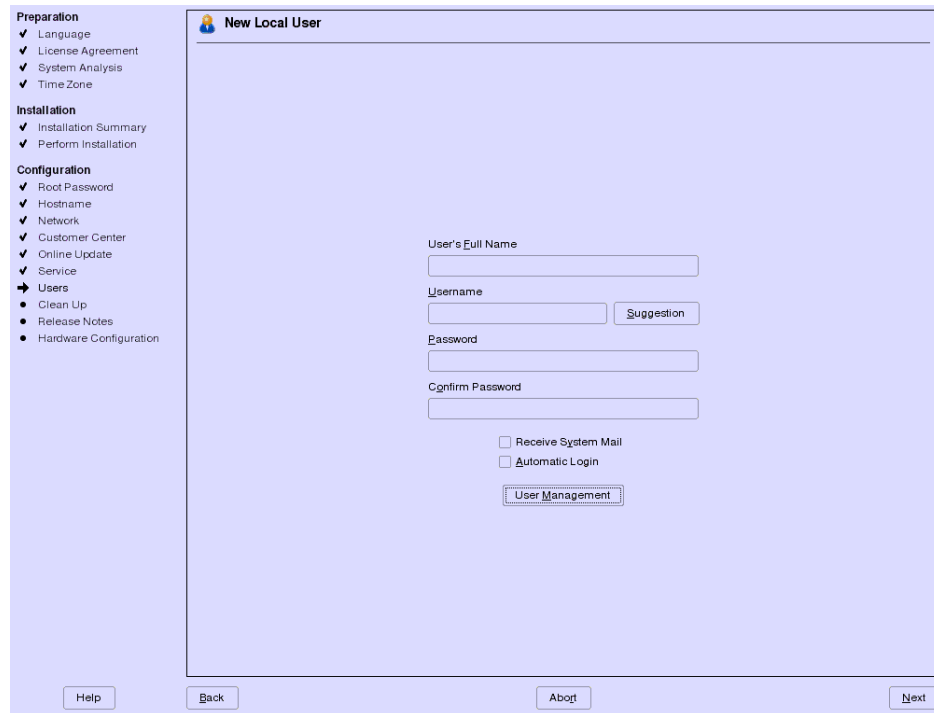 Preparation
Language
License Agreement
System Analysis
Time Zone
Installation
Installation Summary
Perform Installation
Configuration
Root Password
Hostname
Network
Customer Center
Online Update
Service
Users
Clean Up
Release Notes
Hardware Configuration
New Local User
User's Full Name
Username
Suggestion
Password
Confirm Password
Receive System Mail
Automatic Login
User Management
Help
Back
Abort
Next